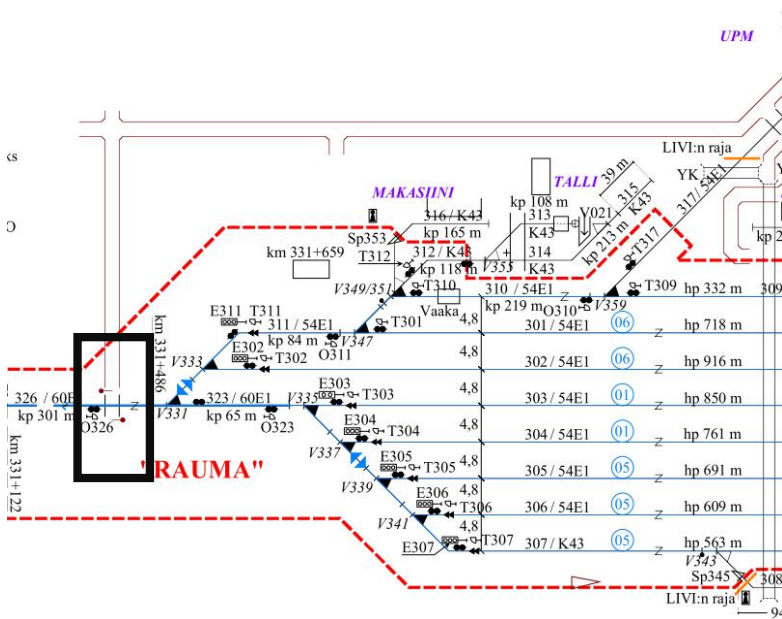 UPM
LIVI:n raja
ks
YK
Y
39 m
TALLI
315
K43
317/ 54E1
MAKASIINI
kp 108 m
316 / K43
313
V021
O
kp 165 m
K43
kp 213 m
kp 2
Sp353
312 / K43
314
T317
T312
kp 118 m
V355
K43
km 331+659
V349/351
T310
310 / 54E1
T309
hp 332 m
309
kp 219 m
Z
O310
V359
Vaaka
E311
T311
311 / 54E1
T301
4,8
301 / 54E1
06
hp 718 m
Z
kp 84 m
V347
O311
km 331+486
E302
T302
4,8
302 / 54E1
06
hp 916 m
Z
V333
326 / 60E
323 / 60E1
E303
T303
4,8
303 / 54E1
01
hp 850 m
Z
kp 301 m
Z
V331
kp 65 m
V335
O326
O323
E304
T304
4,8
304 / 54E1
01
hp 761 m
Z
km 331+122
"RAUMA"
V337
E305
T305
4,8
305 / 54E1
05
hp 691 m
Z
V339
E306
T306
4,8
306 / 54E1
05
hp 609 m
Z
V341
E307
T307
4,8
307 / K43
05
hp 563 m
Z
V343
Sp345
308
LIVI:n raja
94